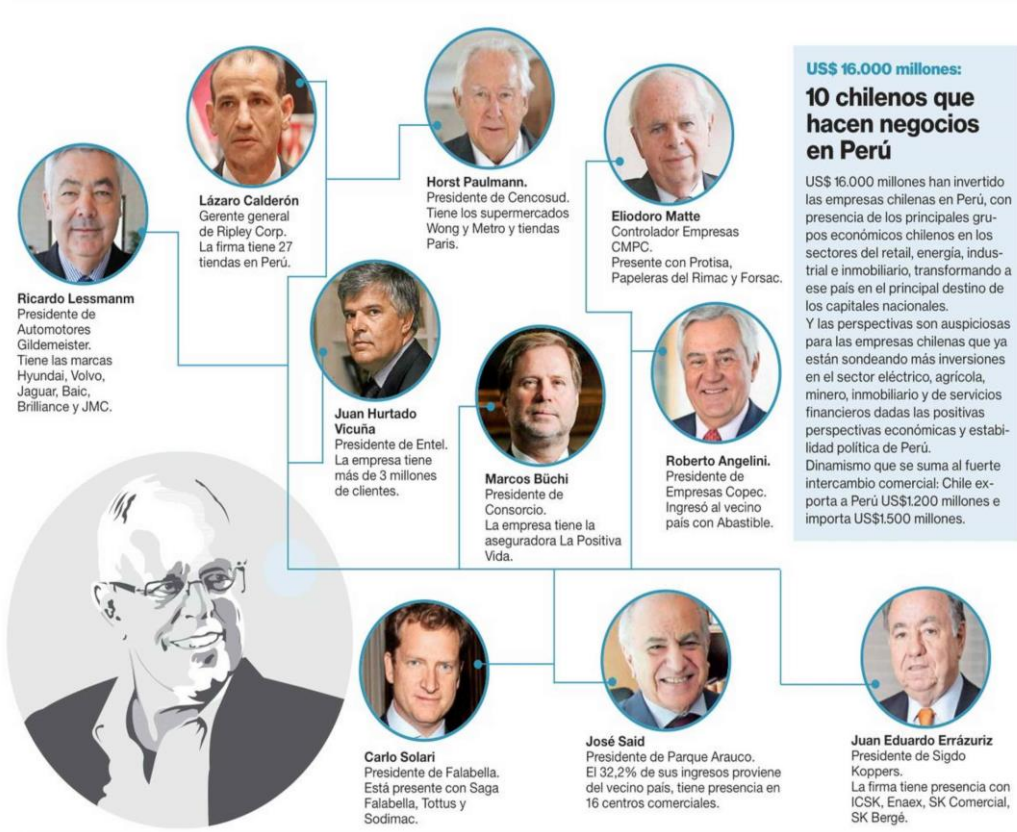 US$ 16.000 millones:
10 chilenos que
hacen negocios
en Perú
US$ 16.000 millones han invertido
las empresas chilenas en Perú, con
presencia de los principales gru-
pos económicos chilenos en los
sectores del retail, energía, indus-
trial e inmobiliario, transformando a
ese país en el principal destino de
los capitales nacionales.
Y las perspectivas son auspiciosas
para las empresas chilenas que ya
están sondeando más inversiones
en el sector eléctrico, agrícola,
minero, inmobiliario y de servicios
financieros dadas las positivas
perspectivas económicas y estabi-
lidad política de Perú.
Dinamismo que se suma al fuerte
intercambio comercial: Chile ex-
porta a Perú US$1.200 millones e
importa US$1.500 millones.
Ricardo Lessmanm
Presidente de
Automotores
Gildemeister.
Tiene las marcas
Hyundai, Volvo,
Jaguar, Baic,
Brilliance y JMC.
Lázaro Calderón
Gerente general
de Ripley Corp.
La firma tiene 27
tiendas en Perú.
Horst Paulmann.
Presidente de Cencosud.
Tiene los supermercados
Wong y Metro y tiendas
Paris.
Eliodoro Matte
Controlador Empresas
CMPC.
Presente con Protisa,
Papeleras del Rimac y Forsac.
Juan Hurtado
Vicuña
Presidente de Entel.
La empresa tiene
más de 3 millones
de clientes.
Marcos Büchi
Presidente de
Consorcio.
La empresa tiene la
aseguradora La Positiva
Vida.
Roberto Angelini.
Presidente de
Empresas Copec.
Ingresó al vecino
país con Abastible.
Carlo Solari
Presidente de Falabella.
Está presente con Saga
Falabella, Tottus y
Sodimac.
José Said
Presidente de Parque Arauco.
El 32,2% de sus ingresos proviene
del vecino país, tiene presencia en
16 centros comerciales.
Juan Eduardo Errázuriz
Presidente de Sigdo
Koppers.
La firma tiene presencia con
ICSK, Enaex, SK Comercial,
SK Bergé.